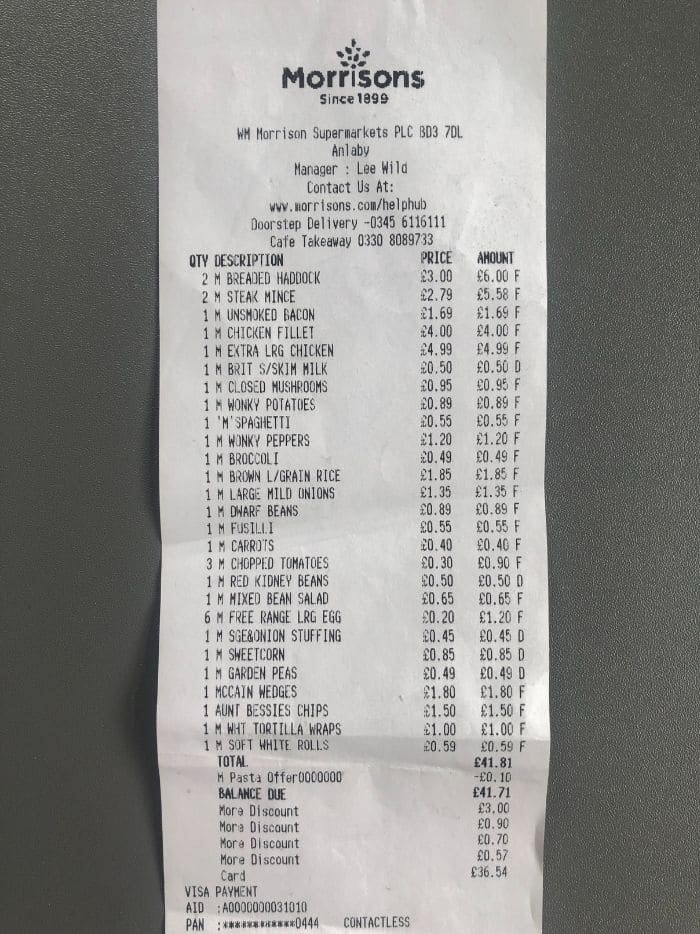 Morrisons
Since 1899
WM Morrison Supermarkets PLC BD3 7DL
Anlaby
Manager : Lee Wild
Contact Us At:
www.morrisons.com/helphub
Doorstep Delivery -0345 6116111
Cafe Takeaway 0330 8089733
QTY DESCRIPTION PRICE AMOUNT
2 M BREADED HADDOCK £3.00 £6.00 F
2 M STEAK MINCE £2.79 £5.58 F
1 M UNSMOKED BACON £1.69 £1.69 F
1 M CHICKEN FILLET £4.00 £4.00 F
1 M EXTRA LRG CHICKEN £4.99 £4.99 F
1 M BRIT S/SKIM MILK £0.50 £0.50 D
1 M CLOSED MUSHROOMS £0.95 £0.95 F
1 M WONKY POTATOES £0.89 £0.89 F
1 'M'SPAGHETTI £0.55 £0.55 F
1 M WONKY PEPPERS £1.20 £1.20 F
1 M BROCCOLI £0.49 £0.49 F
1 M BROWN L/GRAIN RICE £1.85 £1.85 F
1 M LARGE MILD ONIONS £1.35 £1.35 F
1 M DWARF BEANS £0.89 £0.89 F
1 M FUSILLI £0.55 £0.55 F
1 M CARROTS £0.40 £0.40 F
3 M CHOPPED TOMATOES £0.30 £0.90 F
1 M RED KIDNEY BEANS £0.50 £0.50 D
1 M MIXED BEAN SALAD £0.65 £0.65 F
6 M FREE RANGE LRG EGG £0.20 £1.20 F
1 M SGE&ONION STUFFING £0.45 £0.45 D
1 M SWEETCORN £0.85 £0.85 D
1 M GARDEN PEAS £0.49 £0.49 D
1 MCCAIN WEDGES £1.80 £1.80 F
1 AUNT BESSIES CHIPS £1.50 £1.50 F
1 M WHT TORTILLA WRAPS £1.00 £1.00 F
1 M SOFT WHITE ROLLS £0.59 £0.59 F
TOTAL £41.81
M Pasta Offer0000000 -£0.10
BALANCE DUE £41.71
More Discount £3.00
More Discount £0.90
More Discount £0.70
More Discount £0.57
Card £36.54
VISA PAYMENT
AID :A0000000031010
PAN :************0444 CONTACTLESS